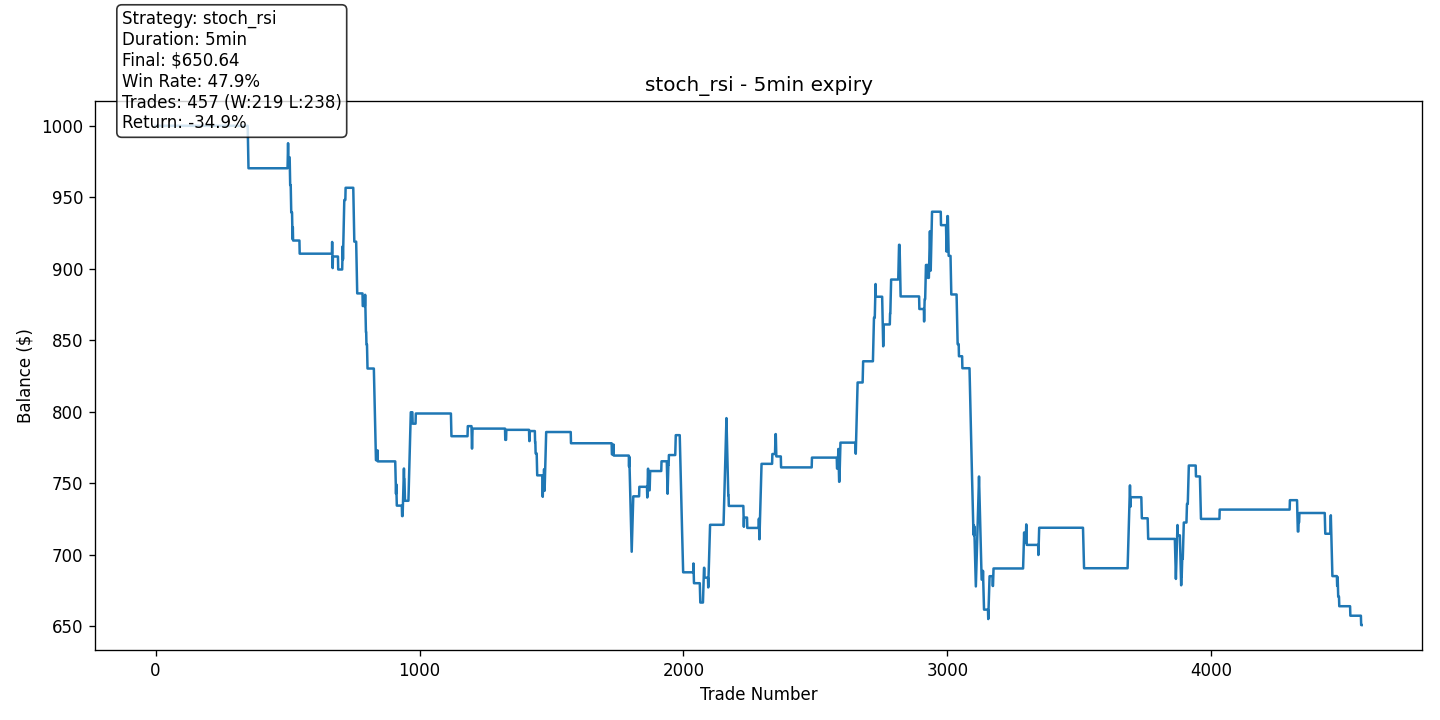 Strategy: stoch_rsi
Duration: 5min
Final: $650.64
Win Rate: 47.9%
Trades: 457 (W:219 L:238)
Return: -34.9%
stoch_rsi - 5min expiry
Balance ($)
1000
950
900
850
800
750
700
650
0
1000
2000
3000
4000
Trade Number